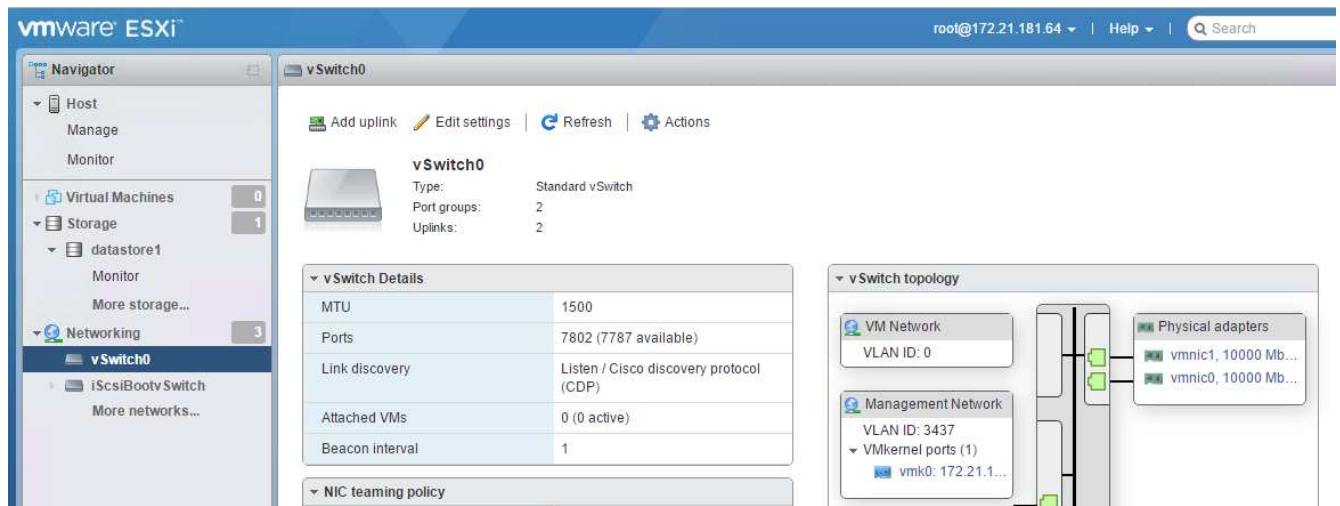 vmware ESXi™
root@172.21.181.64 | Help | Search
Navigator
Host
Manage
Monitor
Virtual Machines 0
Storage 1
datastore1
Monitor
More storage...
Networking 3
vSwitch0
iScsiBootvSwitch
More networks...
vSwitch0
Add uplink Edit settings | Refresh | Actions
vSwitch0
Type: Standard vSwitch
Port groups: 2
Uplinks: 2
vSwitch Details
MTU 1500
Ports 7802 (7787 available)
Link discovery Listen / Cisco discovery protocol
(CDP)
Attached VMs 0 (0 active)
Beacon interval 1
NIC teaming policy
vSwitch topology
VM Network
VLAN ID: 0
Management Network
VLAN ID: 3437
VMkernel ports (1)
vmk0: 172.21.1...
Physical adapters
vmnic1, 10000 Mb...
vmnic0, 10000 Mb...